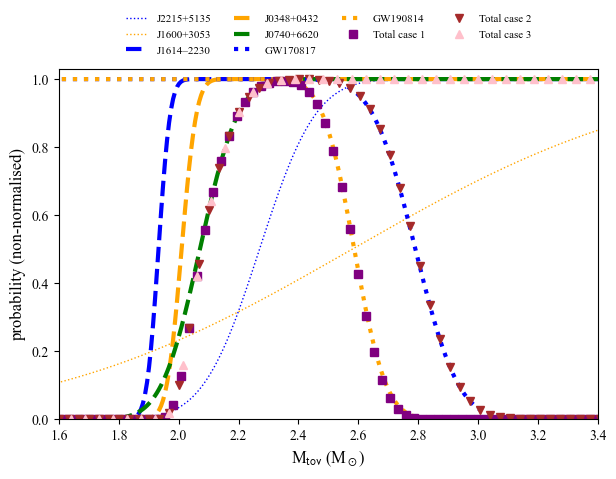 J2215+5135
J0348+0432
GW190814
Total case 2
J1600+3053
J0740+6620
Total case 1
Total case 3
J1614–2230
GW170817
probability (non-normalised)
1.0
0.8
0.6
0.4
0.2
0.0
1.6 1.8 2.0 2.2 2.4 2.6 2.8 3.0 3.2 3.4
M_tov (M_⊙)